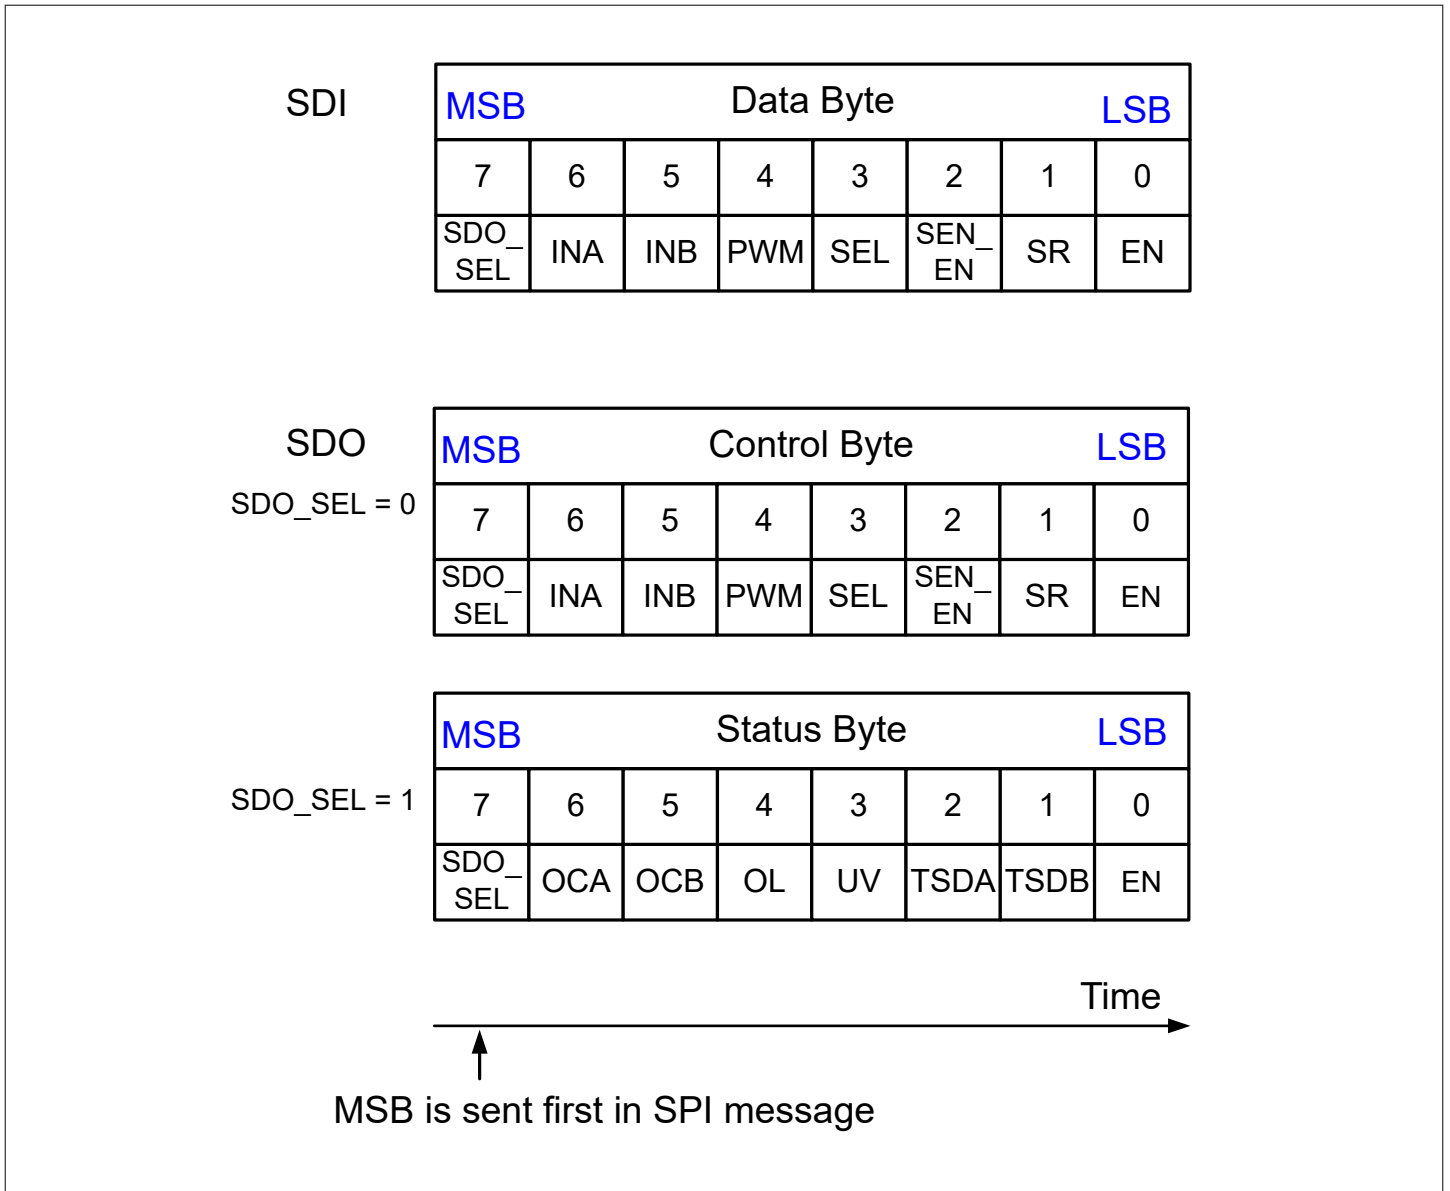 SDI
MSB Data Byte LSB
7 6 5 4 3 2 1 0
SDO_ SEL INA INB PWM SEL SEN_ EN SR EN
SDO
MSB Control Byte LSB
SDO_SEL = 0
7 6 5 4 3 2 1 0
SDO_ SEL INA INB PWM SEL SEN_ EN SR EN
MSB Status Byte LSB
SDO_SEL = 1
7 6 5 4 3 2 1 0
SDO_ SEL OCA OCB OL UV TSDA TSDB EN
Time
MSB is sent first in SPI message